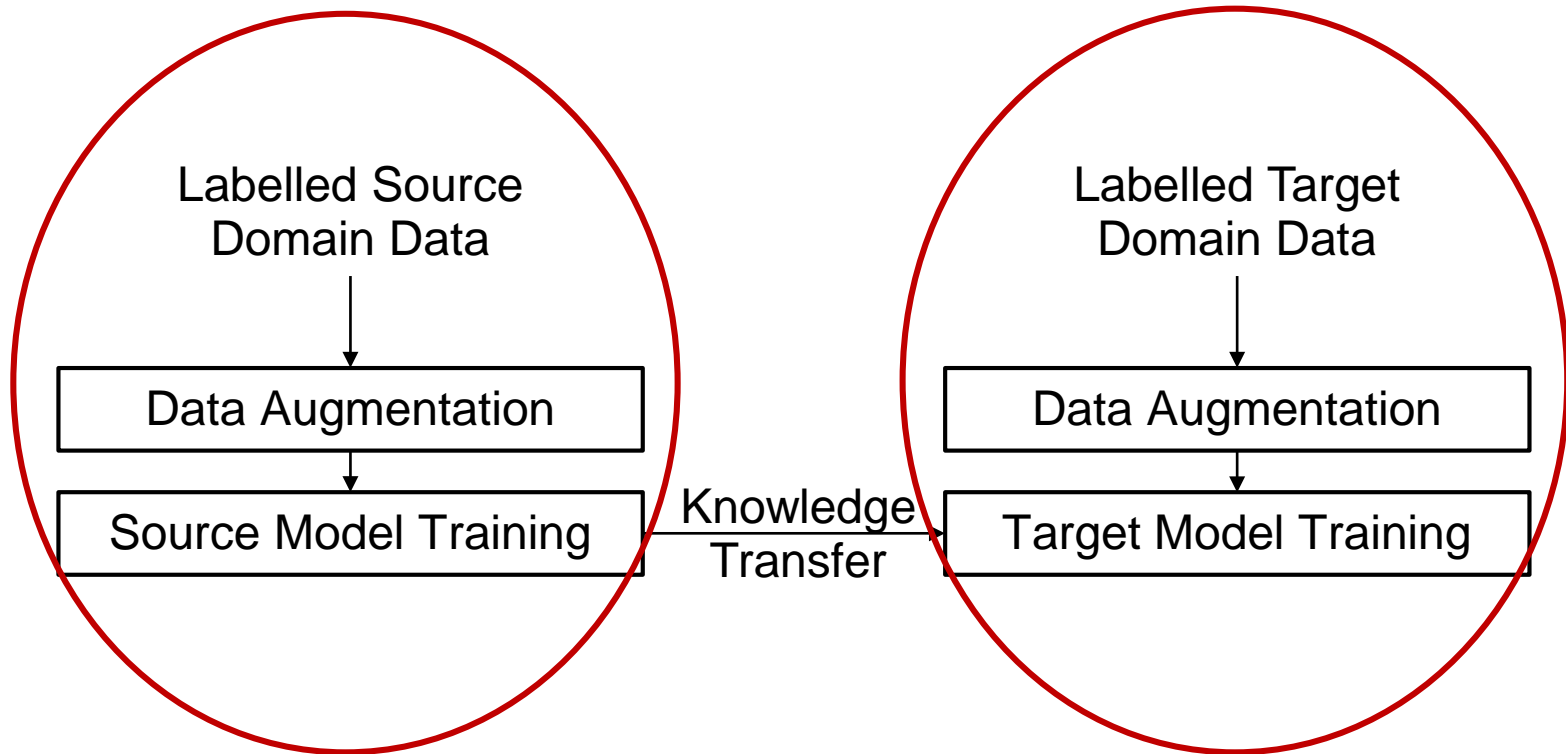 Labelled Source
Domain Data
Data Augmentation
Source Model Training
Knowledge
Transfer
Labelled Target
Domain Data
Data Augmentation
Target Model Training